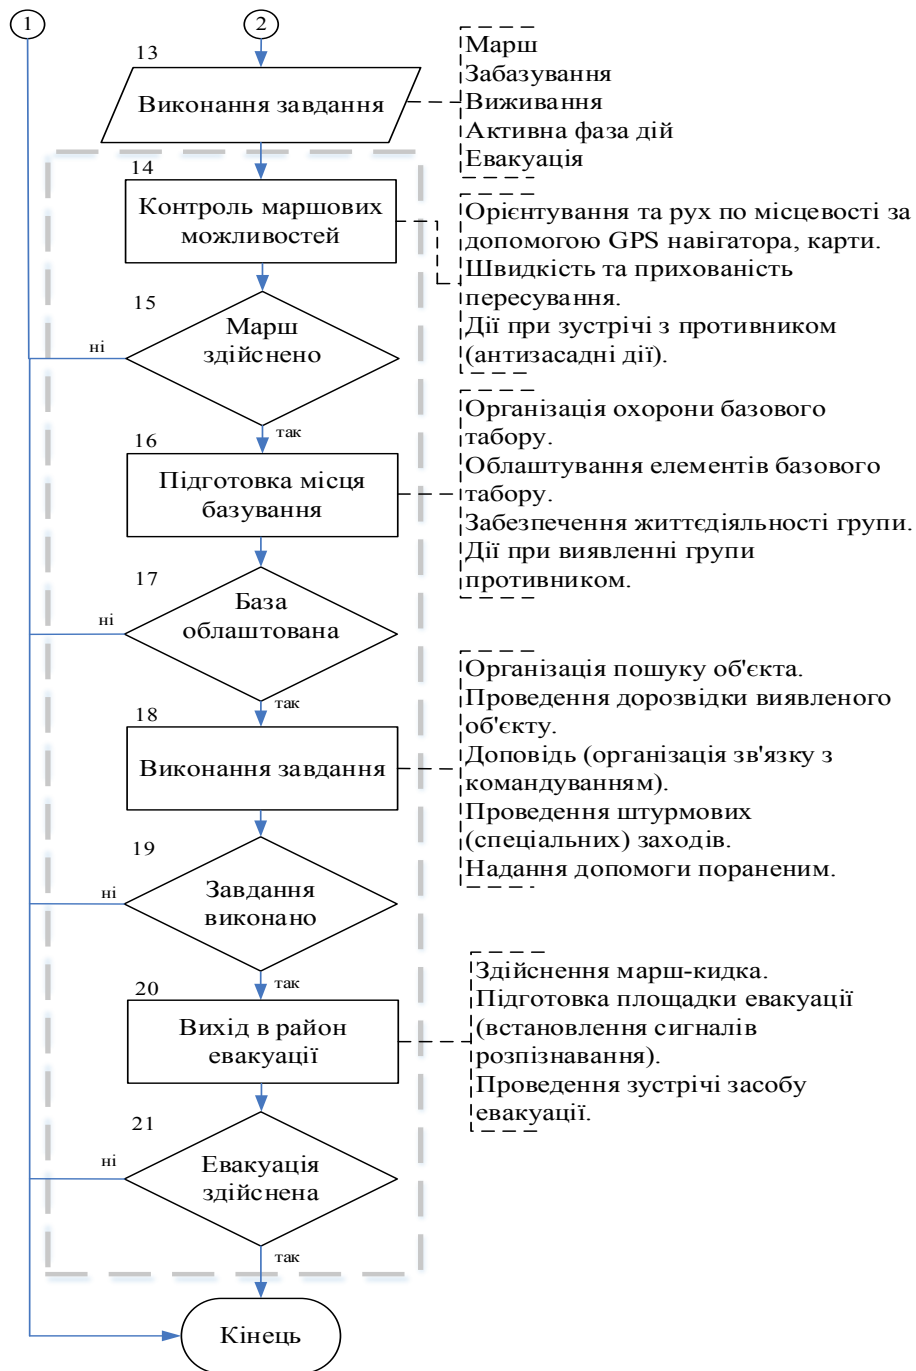 1
2
13
Виконання завдання
Марш
Забазування
Виживання
Активна фаза дій
Евакуація
14
Контроль маршових
можливостей
Орієнтування та рух по місцевості за
допомогою GPS навігатора, карти.
Швидкість та прихованість
пересування.
Дії при зустрічі з противником
(антизасадні дії).
15
Марш
здійснено
ні
так
16
Підготовка місця
базування
Організація охорони базового
табору.
Облаштування елементів базового
табору.
Забезпечення життєдіяльності групи.
Дії при виявленні групи
противником.
17
База
облаштована
ні
так
18
Виконання завдання
Організація пошуку об'єкта.
Проведення дорозвідки виявленого
об'єкту.
Доповідь (організація зв'язку з
командуванням).
Проведення штурмових
(спеціальних) заходів.
Надання допомоги пораненим.
19
Завдання
виконано
ні
так
20
Вихід в район
евакуації
Здійснення марш-кидка.
Підготовка площадки евакуації
(встановлення сигналів
розпізнавання).
Проведення зустрічі засобу
евакуації.
21
Евакуація
здійснена
ні
так
Кінець